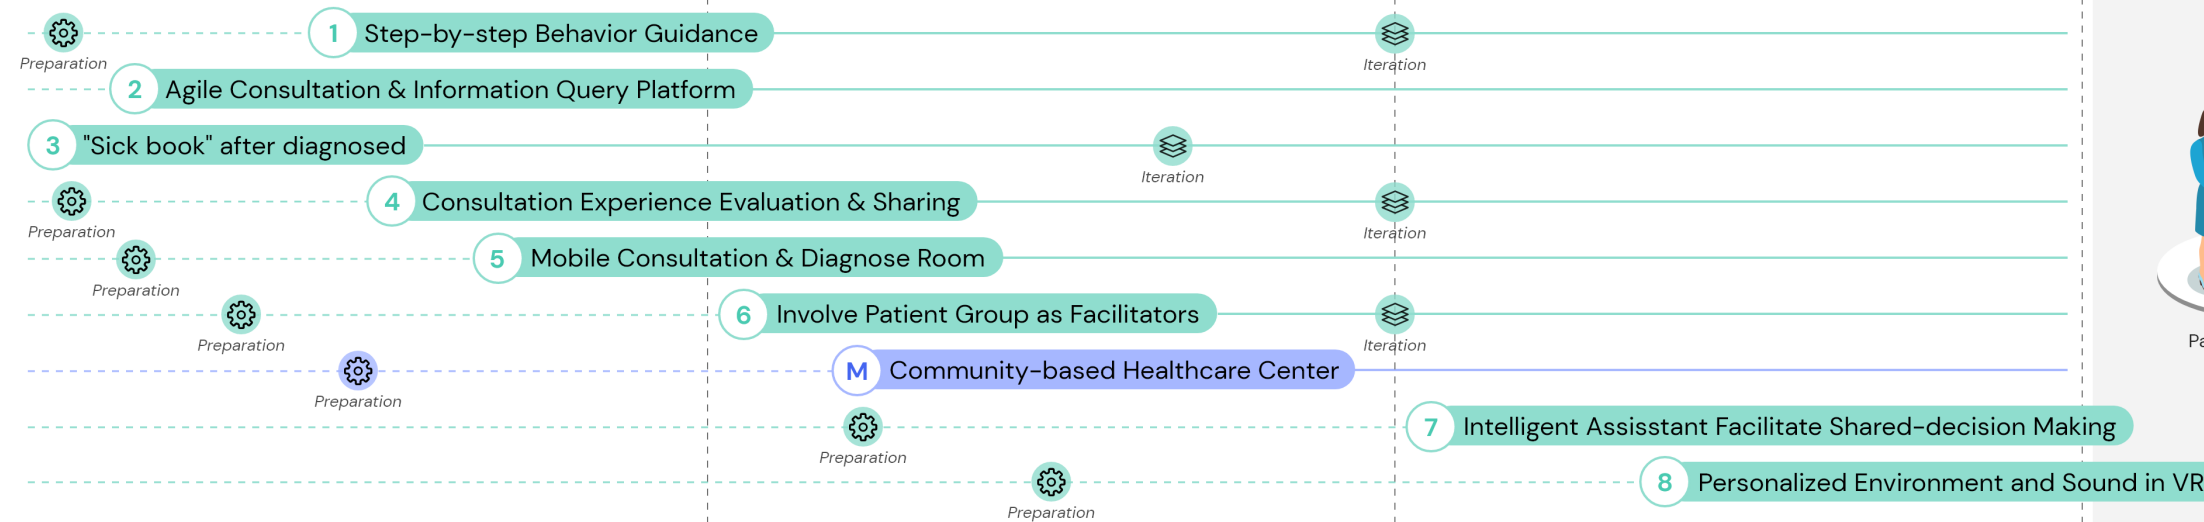 1 Step-by-step Behavior Guidance
Preparation
Iteration
2 Agile Consultation & Information Query Platform
3 "Sick book" after diagnosed
Iteration
4 Consultation Experience Evaluation & Sharing
Preparation
Iteration
5 Mobile Consultation & Diagnose Room
Preparation
6 Involve Patient Group as Facilitators
Preparation
Iteration
Pa
M Community-based Healthcare Center
Preparation
7 Intelligent Assisstant Facilitate Shared-decision Making
Preparation
8 Personalized Environment and Sound in VR
Preparation